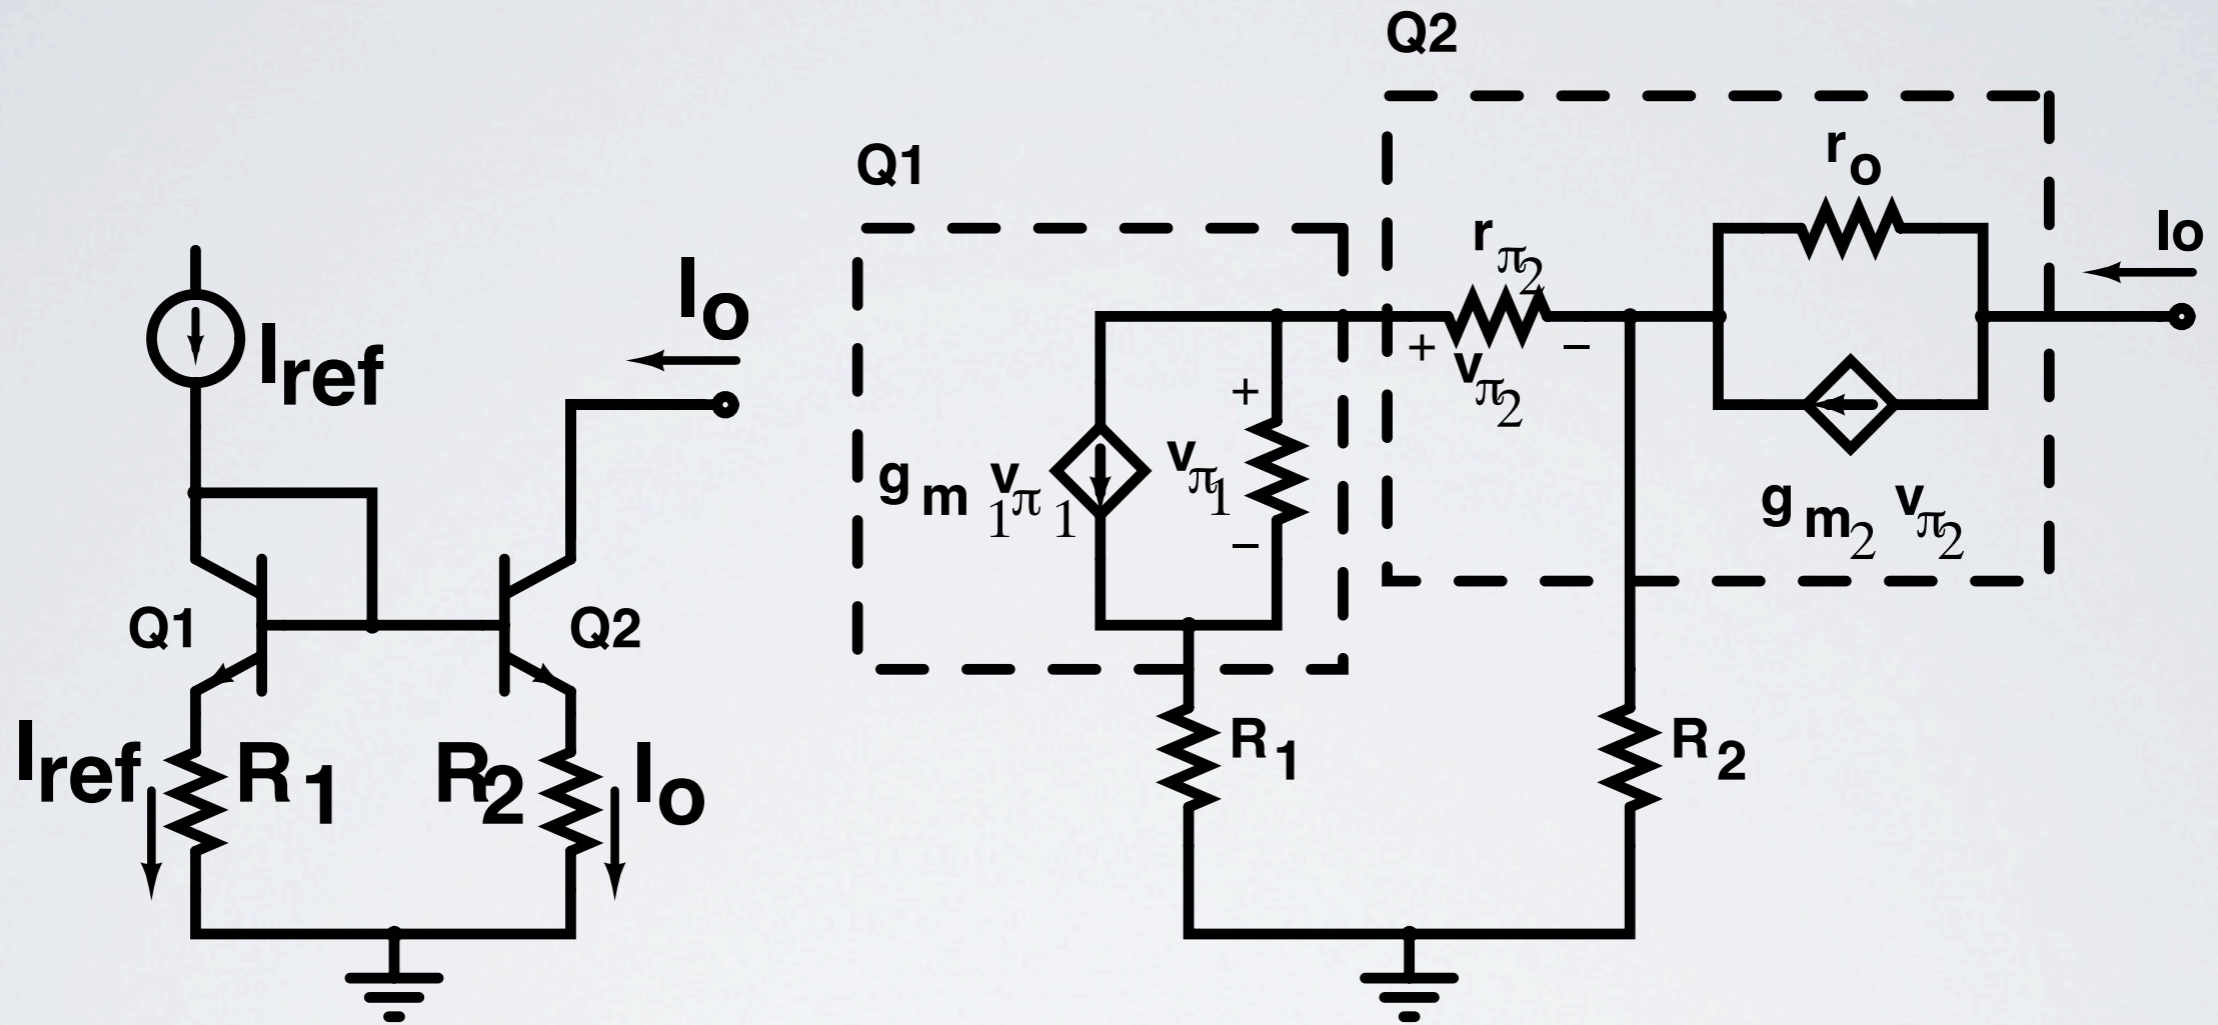 Q2
Q1
ro
Io
Io
rπ2
Iref
+ vπ2 −
+
gm1 vπ1
vπ1
−
gm2 vπ2
Q1
Q2
Iref
R1
R2
Io
R1
R2